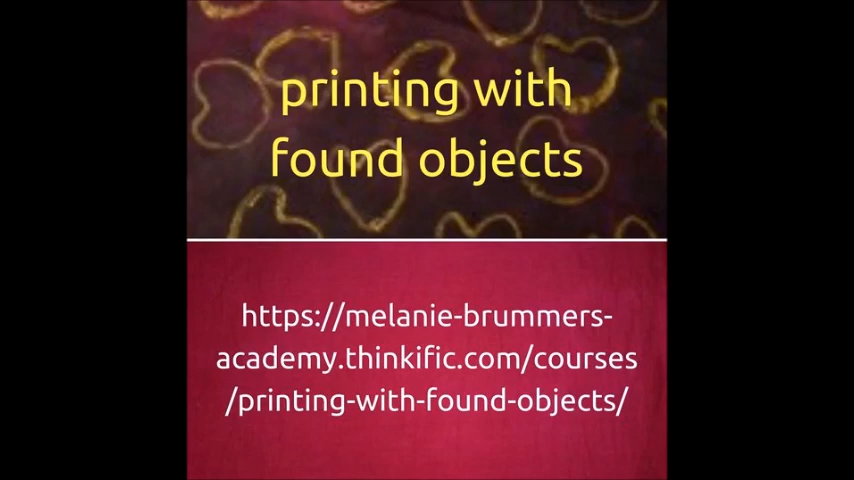 printing with
found objects
https://melanie-brummers-
academy.thinkific.com/courses
/printing-with-found-objects/